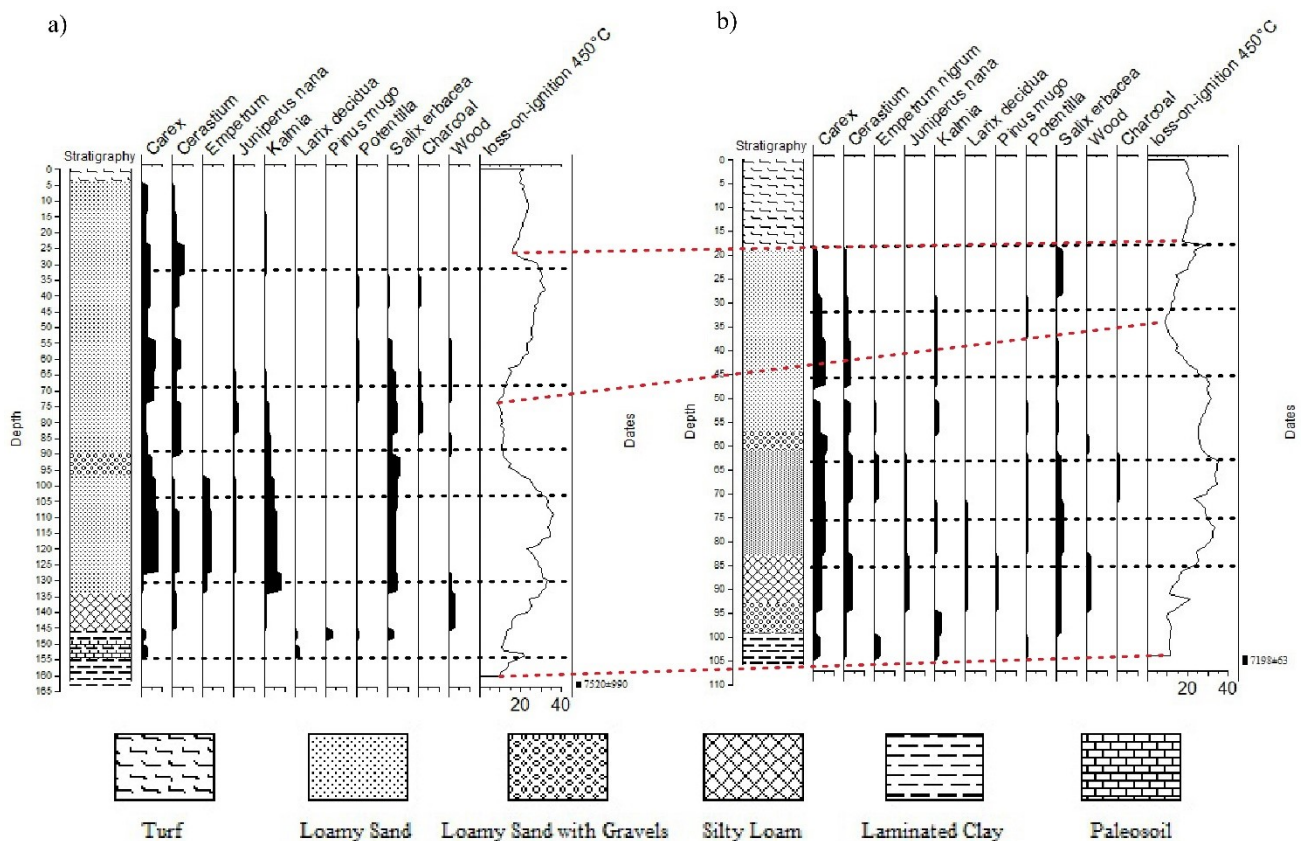 a)
Stratigraphy
Carex
Cerastium
Empetrum
Juniperus nana
Kalmia
Larix decidua
Pinus mugo
Potentilla
Salix erbacea
Charcoal
Wood
loss-on-ignition 450°C
Depth
0
5
10
15
20
25
30
35
40
45
50
55
60
65
70
75
80
85
90
95
100
105
110
115
120
125
130
135
140
145
150
155
160
165
20 40
7520±990
Dates
b)
Stratigraphy
Carex
Cerastium
Empetrum nigrum
Juniperus nana
Kalmia
Larix decidua
Pinus mugo
Potentilla
Salix erbacea
Wood
Charcoal
loss-on-ignition 450°C
Depth
0
5
10
15
20
25
30
35
40
45
50
55
60
65
70
75
80
85
90
95
100
105
110
20 40
7198±63
Dates
Turf
Loamy Sand
Loamy Sand with Gravels
Silty Loam
Laminated Clay
Paleosoil